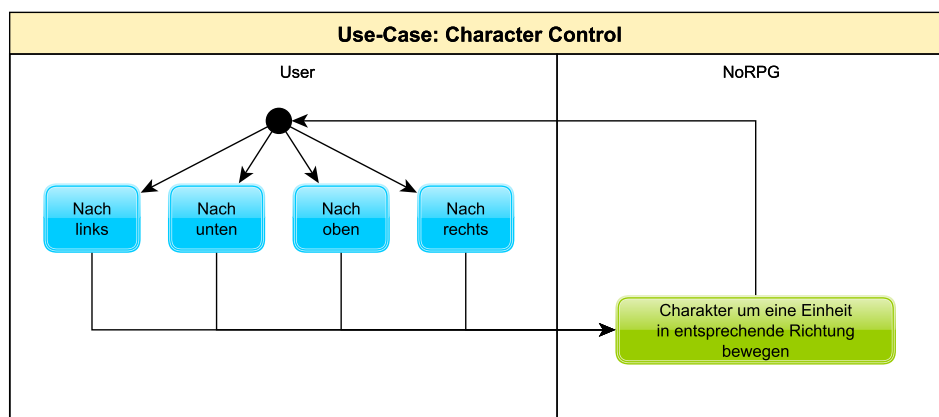 Use-Case: Character Control
User
NoRPG
Nach
links
Nach
unten
Nach
oben
Nach
rechts
Charakter um eine Einheit
in entsprechende Richtung
bewegen